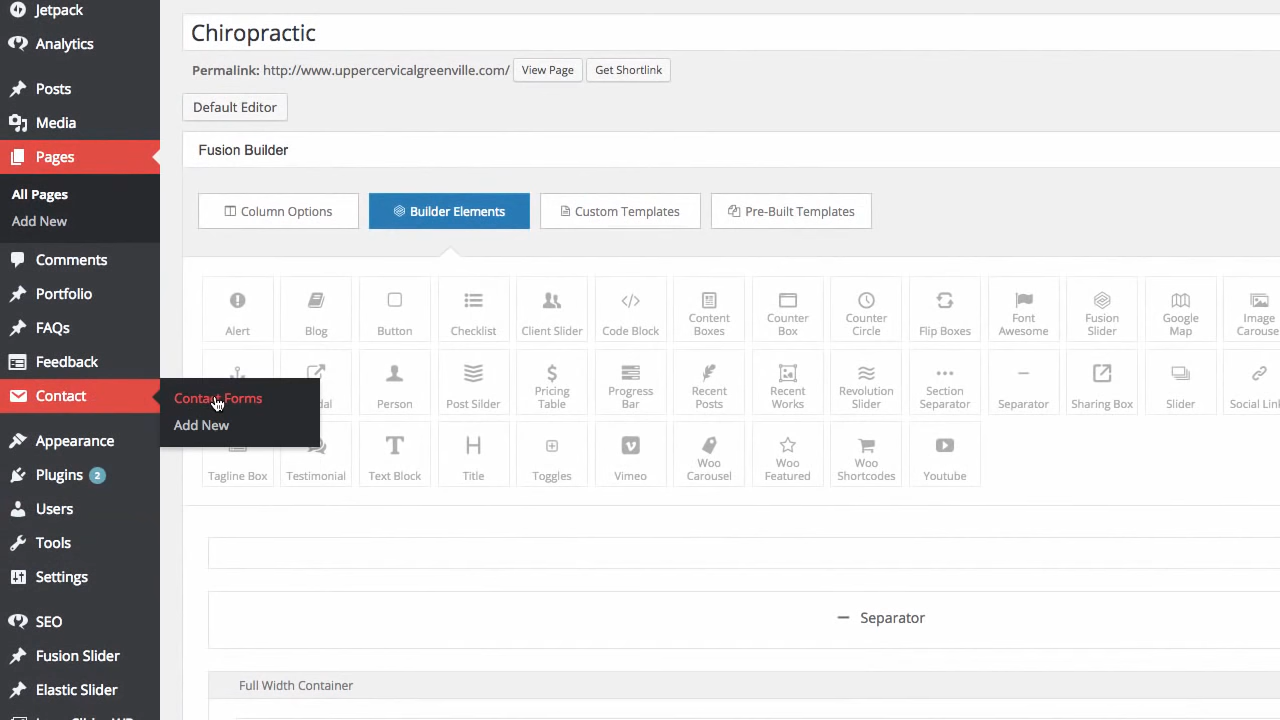 Jetpack
Analytics
Posts
Media
Pages
All Pages
Add New
Comments
Portfolio
FAQs
Feedback
Contact
Contact Forms
Add New
Appearance
Plugins 2
Users
Tools
Settings
SEO
Fusion Slider
Elastic Slider
Chiropractic
Permalink: http://www.uppercervicalgreenville.com/ View Page Get Shortlink
Default Editor
Fusion Builder
Column Options Builder Elements Custom Templates Pre-Built Templates
Alert
Blog
Button
Checklist
Client Slider
Code Block
Content
Boxes
Counter
Box
Counter
Circle
Flip Boxes
Font
Awesome
Fusion
Slider
Google
Map
Image
Carouse
Person
Post Slider
Pricing
Table
Progress
Bar
Recent
Posts
Recent
Works
Revolution
Slider
Section
Separator
Separator
Sharing Box
Slider
Social Link
Tagline Box
Testimonial
Text Block
Title
Toggles
Vimeo
Woo
Carousel
Woo
Featured
Woo
Shortcodes
Youtube
Separator
Full Width Container